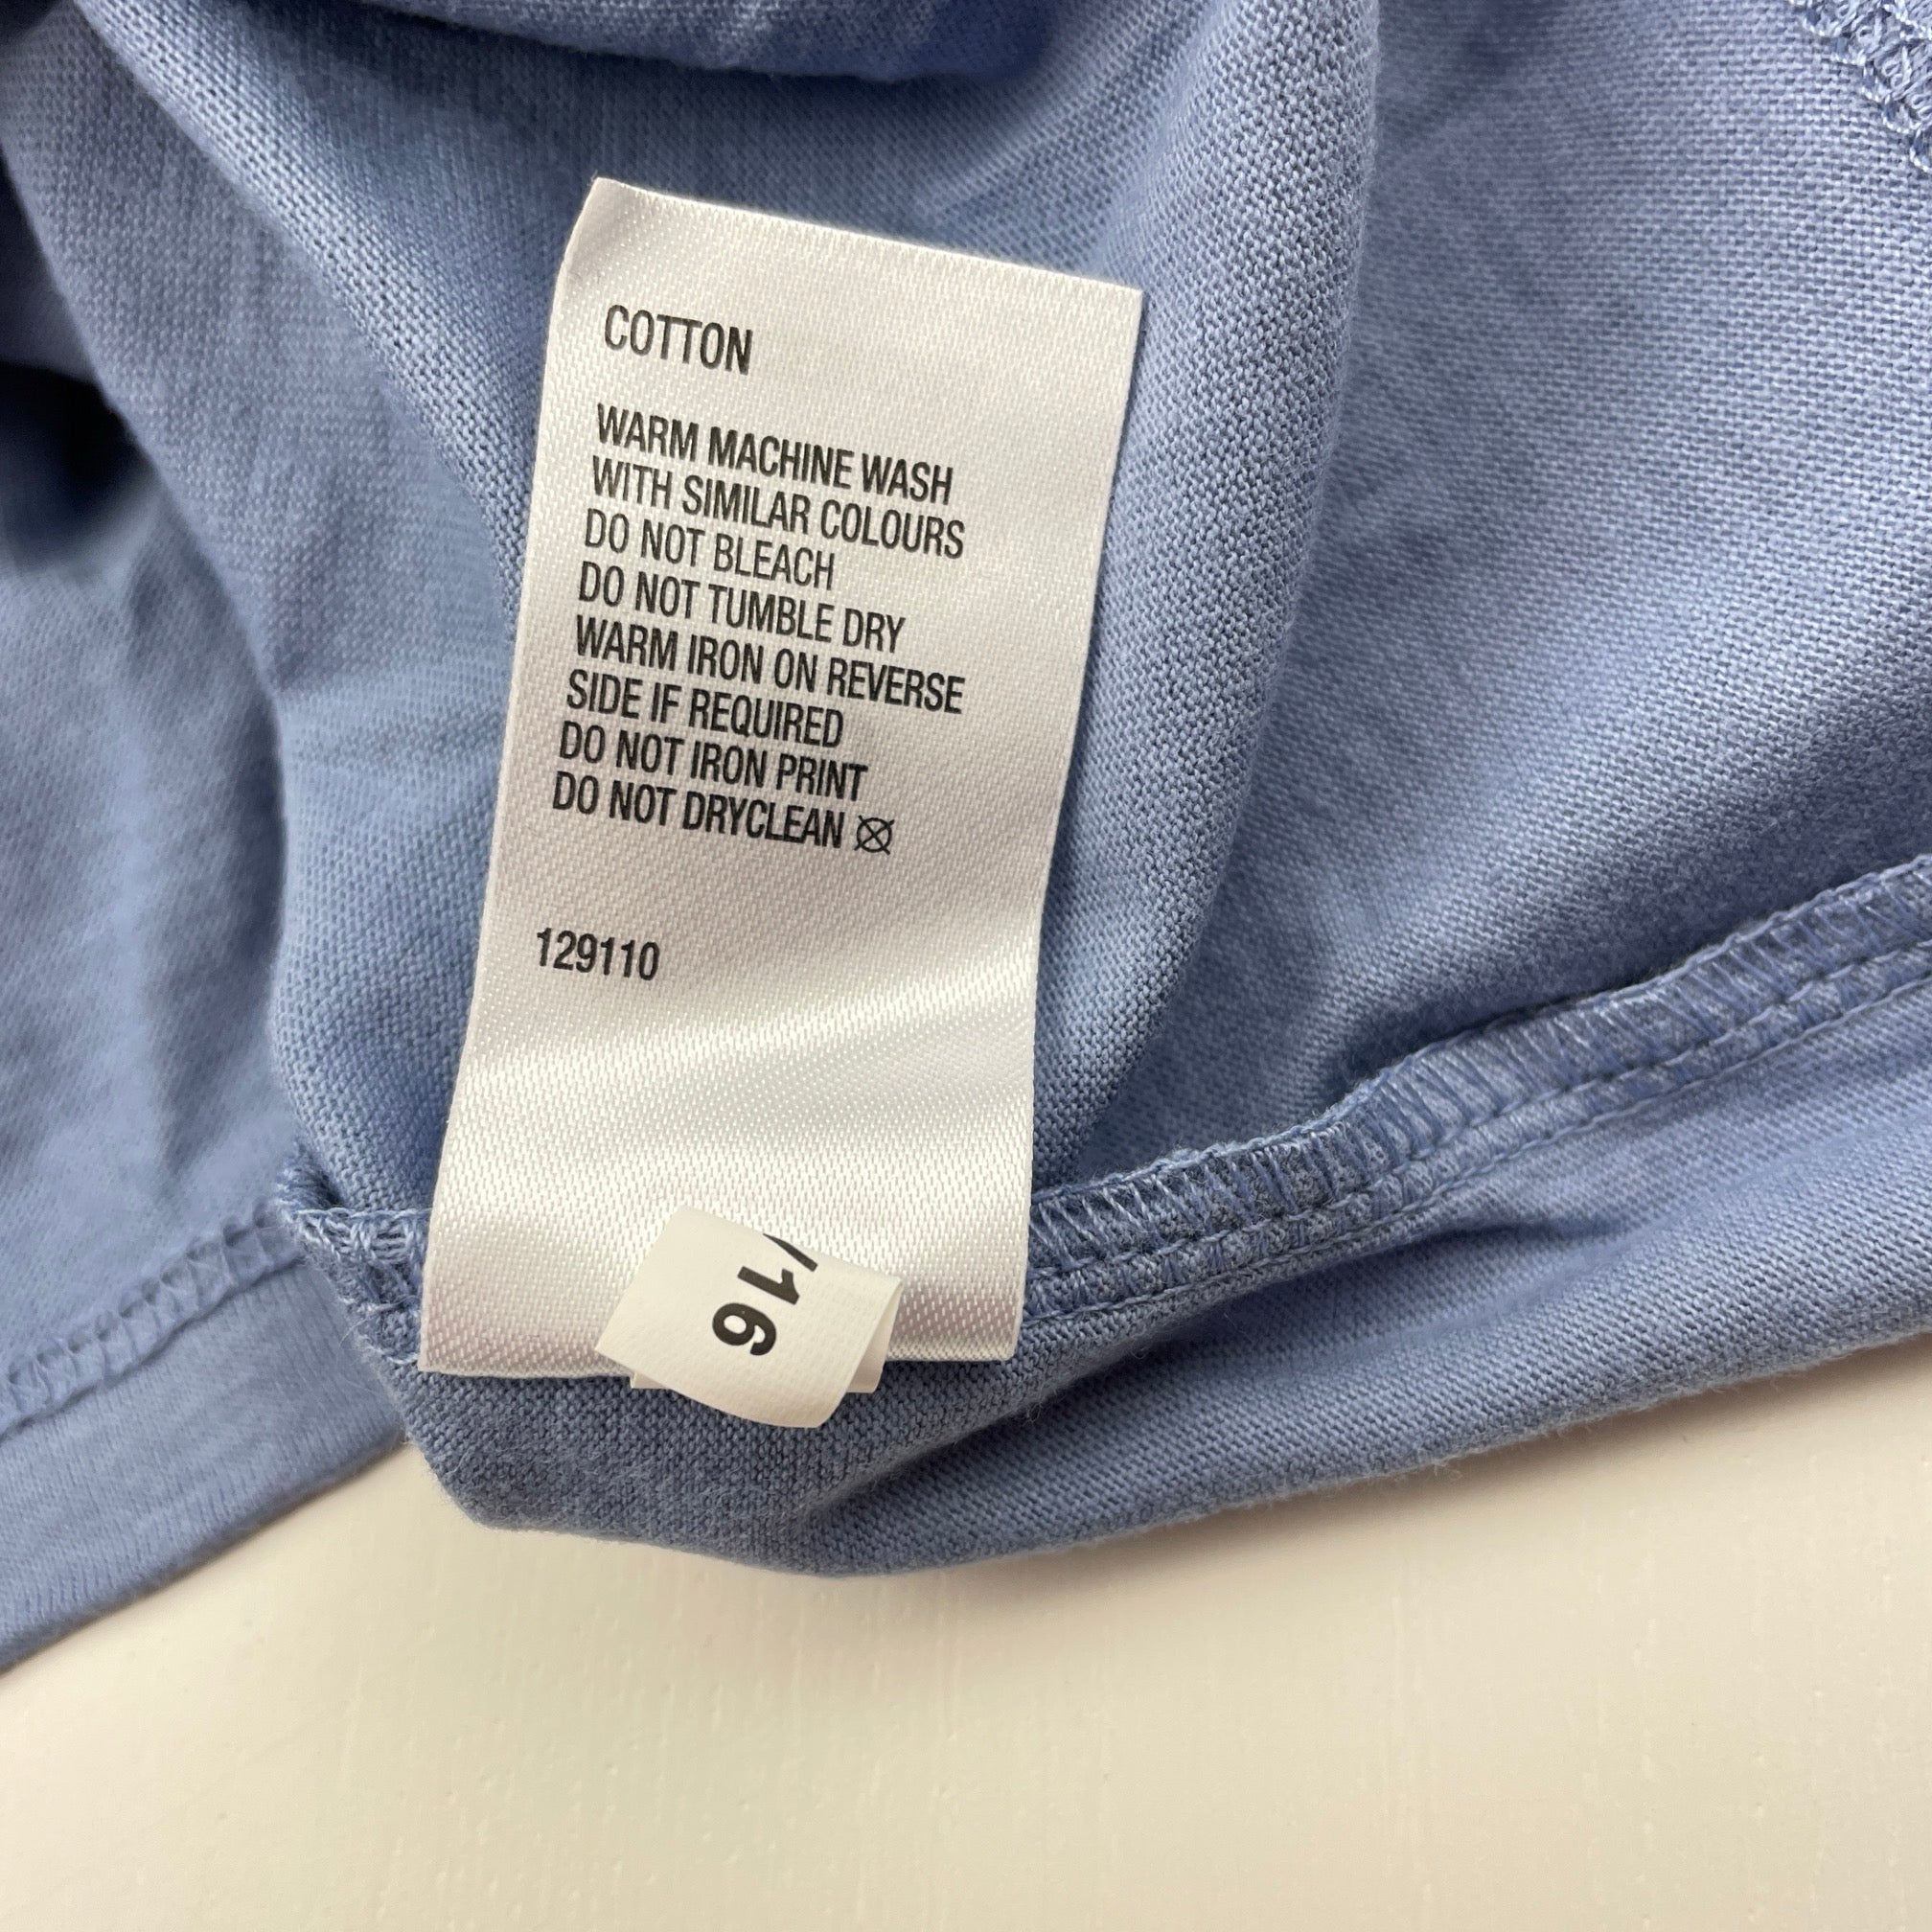 COTTON
WARM MACHINE WASH
WITH SIMILAR COLOURS
DO NOT BLEACH
DO NOT TUMBLE DRY
WARM IRON ON REVERSE
SIDE IF REQUIRED
DO NOT IRON PRINT
DO NOT DRYCLEAN
129110
/16